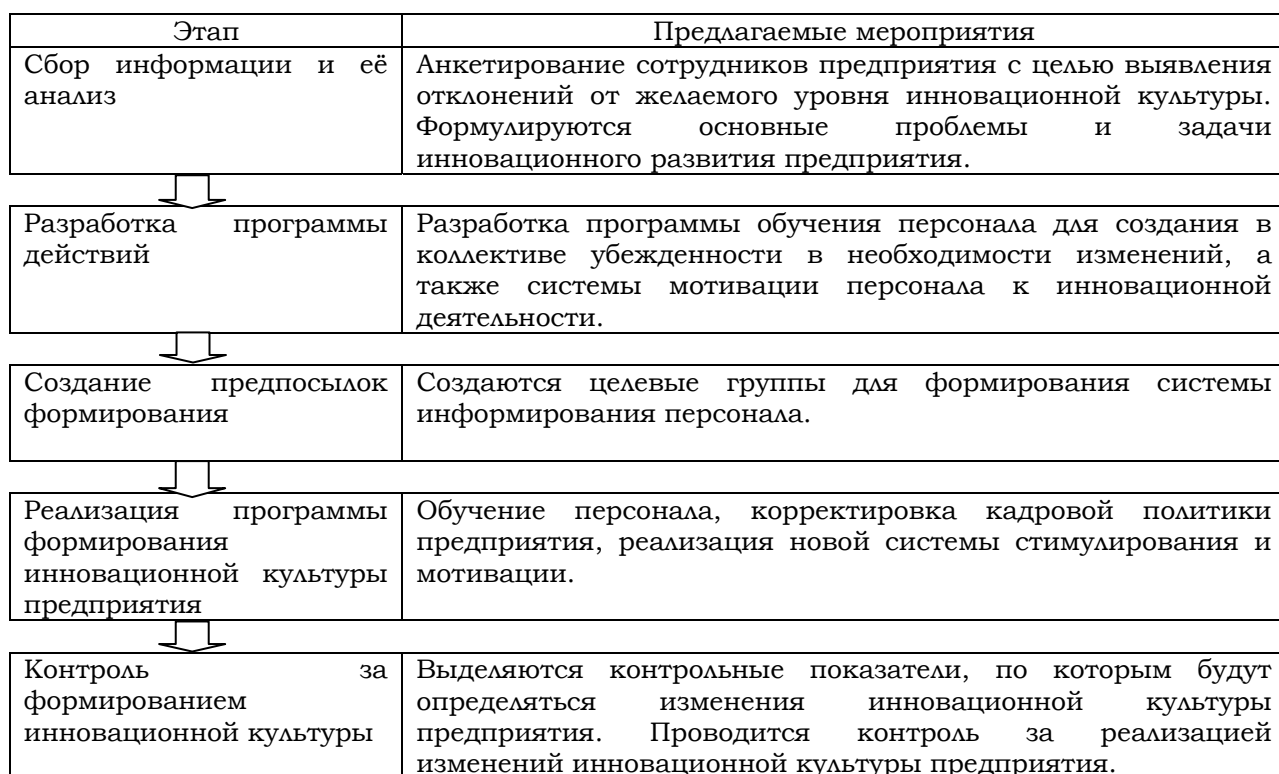 Этап Предлагаемые мероприятия
Сбор информации и её Анкетирование сотрудников предприятия с целью выявления
анализ отклонений от желаемого уровня инновационной культуры.
Формулируются основные проблемы и задачи
инновационного развития предприятия.
Разработка программы Разработка программы обучения персонала для создания в
действий коллективе убежденности в необходимости изменений, а
также системы мотивации персонала к инновационной
деятельности.
Создание предпосылок Создаются целевые группы для формирования системы
формирования информирования персонала.
Реализация программы Обучение персонала, корректировка кадровой политики
формирования предприятия, реализация новой системы стимулирования и
инновационной культуры мотивации.
предприятия
Контроль за Выделяются контрольные показатели, по которым будут
формированием определяться изменения инновационной культуры
инновационной культуры предприятия. Проводится контроль за реализацией
изменений инновационной культуры предприятия.